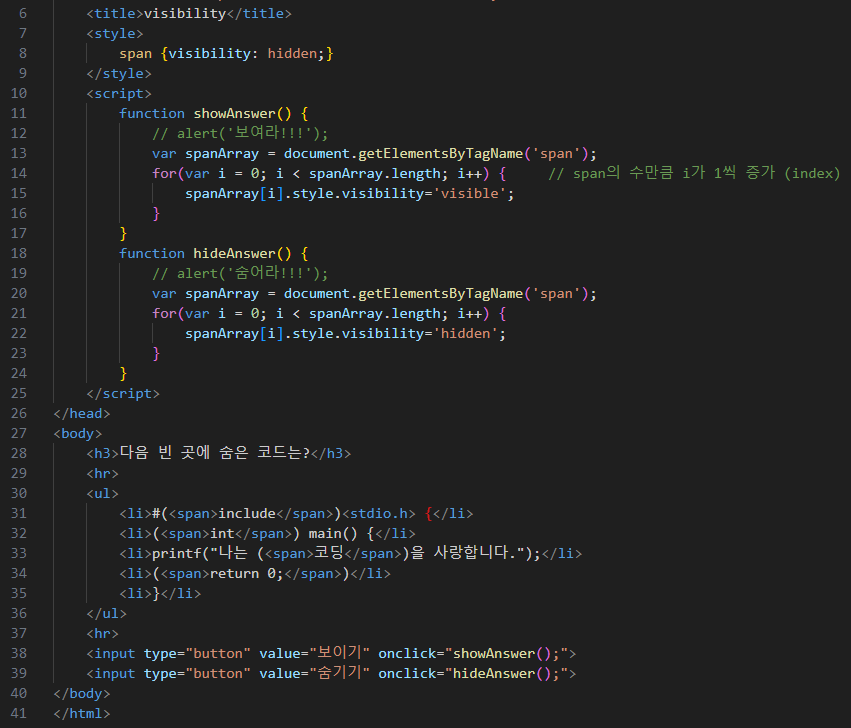 6 <title>visibility</title>
7 <style>
8 span {visibility: hidden;}
9 </style>
10 <script>
11 function showAnswer() {
12 // alert('보여라!!!');
13 var spanArray = document.getElementsByTagName('span');
14 for(var i = 0; i < spanArray.length; i++) { // span의 수만큼 i가 1씩 증가 (index)
15 spanArray[i].style.visibility='visible';
16 }
17 }
18 function hideAnswer() {
19 // alert('숨어라!!!');
20 var spanArray = document.getElementsByTagName('span');
21 for(var i = 0; i < spanArray.length; i++) {
22 spanArray[i].style.visibility='hidden';
23 }
24 }
25 </script>
26 </head>
27 <body>
28 <h3>다음 빈 곳에 숨은 코드는?</h3>
29 <hr>
30 <ul>
31 <li>#(<span>include</span>)<stdio.h> {</li>
32 <li>(<span>int</span>) main() {</li>
33 <li>printf("나는 (<span>코딩</span>)을 사랑합니다.");</li>
34 <li>(<span>return 0;</span>)</li>
35 <li>}</li>
36 </ul>
37 <hr>
38 <input type="button" value="보이기" onclick="showAnswer();">
39 <input type="button" value="숨기기" onclick="hideAnswer();">
40 </body>
41 </html>